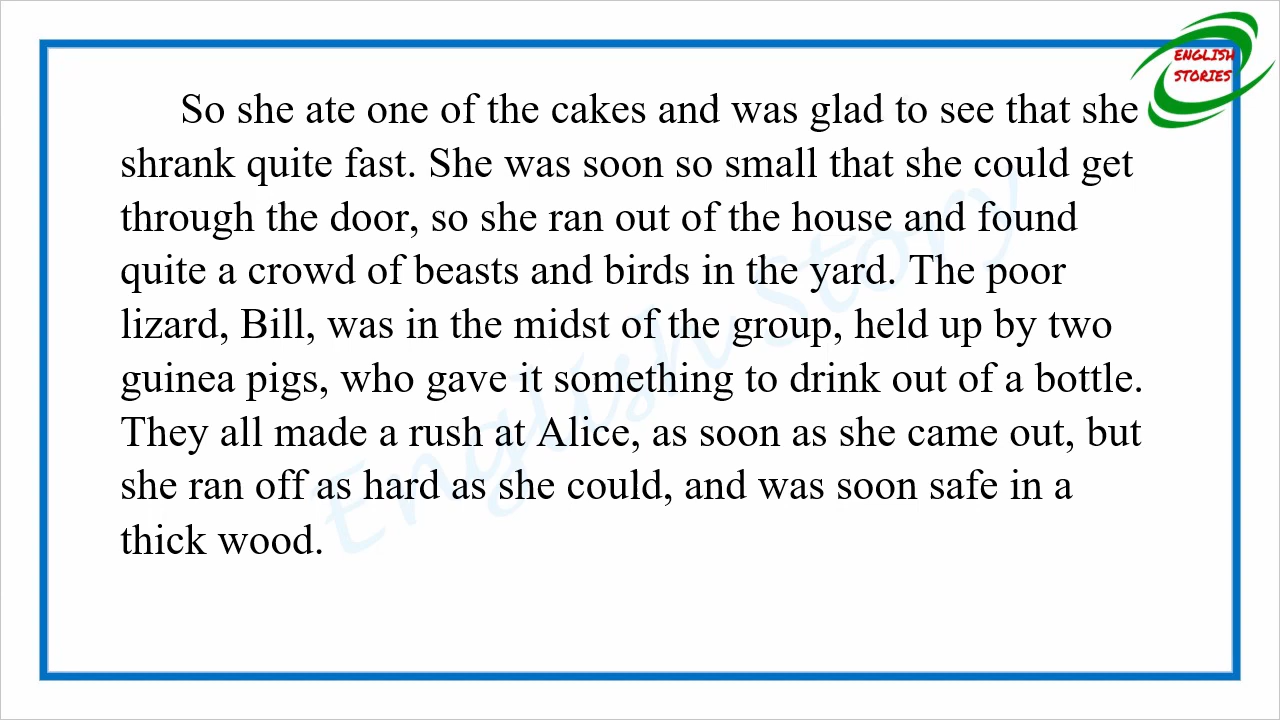 ENGLISH
STORIES
So she ate one of the cakes and was glad to see that she
shrank quite fast. She was soon so small that she could get
through the door, so she ran out of the house and found
quite a crowd of beasts and birds in the yard. The poor
lizard, Bill, was in the midst of the group, held up by two
guinea pigs, who gave it something to drink out of a bottle.
They all made a rush at Alice, as soon as she came out, but
she ran off as hard as she could, and was soon safe in a
thick wood.
English Story